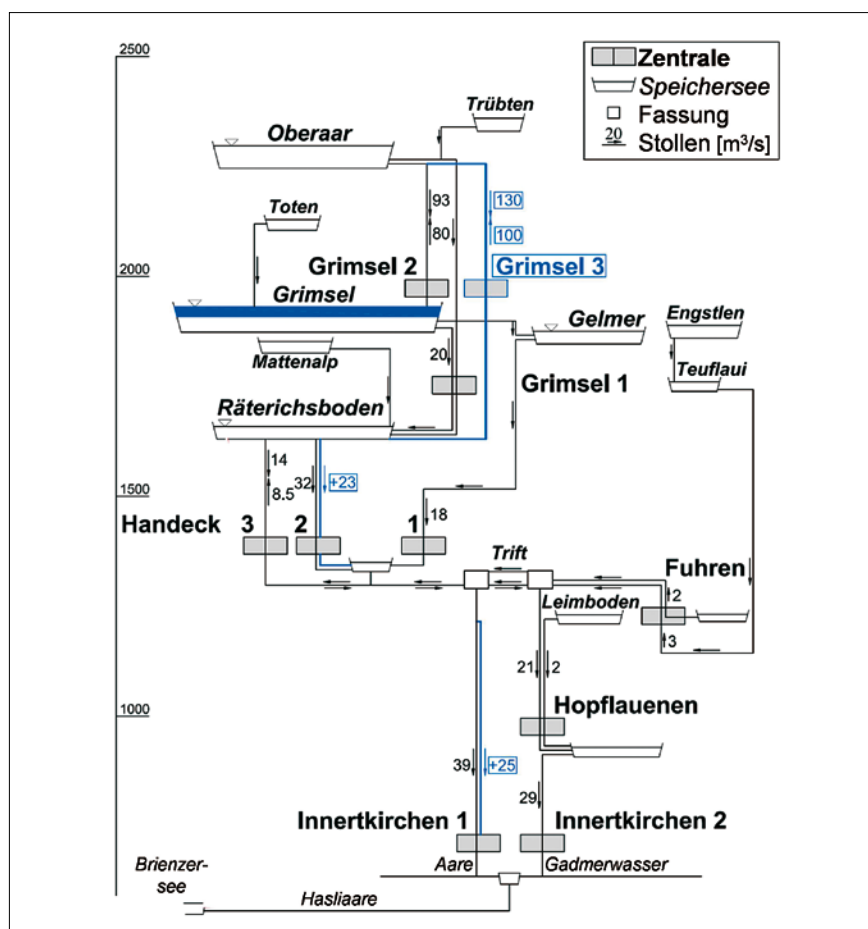 2500
Zentrale
Speichersee
Fassung
20
Stollen [m³/s]
Trübten
Oberaar
93
130
Toten
80
100
Grimsel 2
Grimsel 3
2000
Grimsel
Gelmer
Engstlen
20
Mattenalp
Teuflaui
Grimsel 1
Räterichsboden
14
32
+23
8.5
1500
18
Handeck
3
2
1
Trift
Fuhren
2
Leimboden
3
21
2
1000
Hopflauenen
39
+25
29
Innertkirchen 1
Innertkirchen 2
Brienzer-
see
Aare
Gadmerwasser
Hasliaare